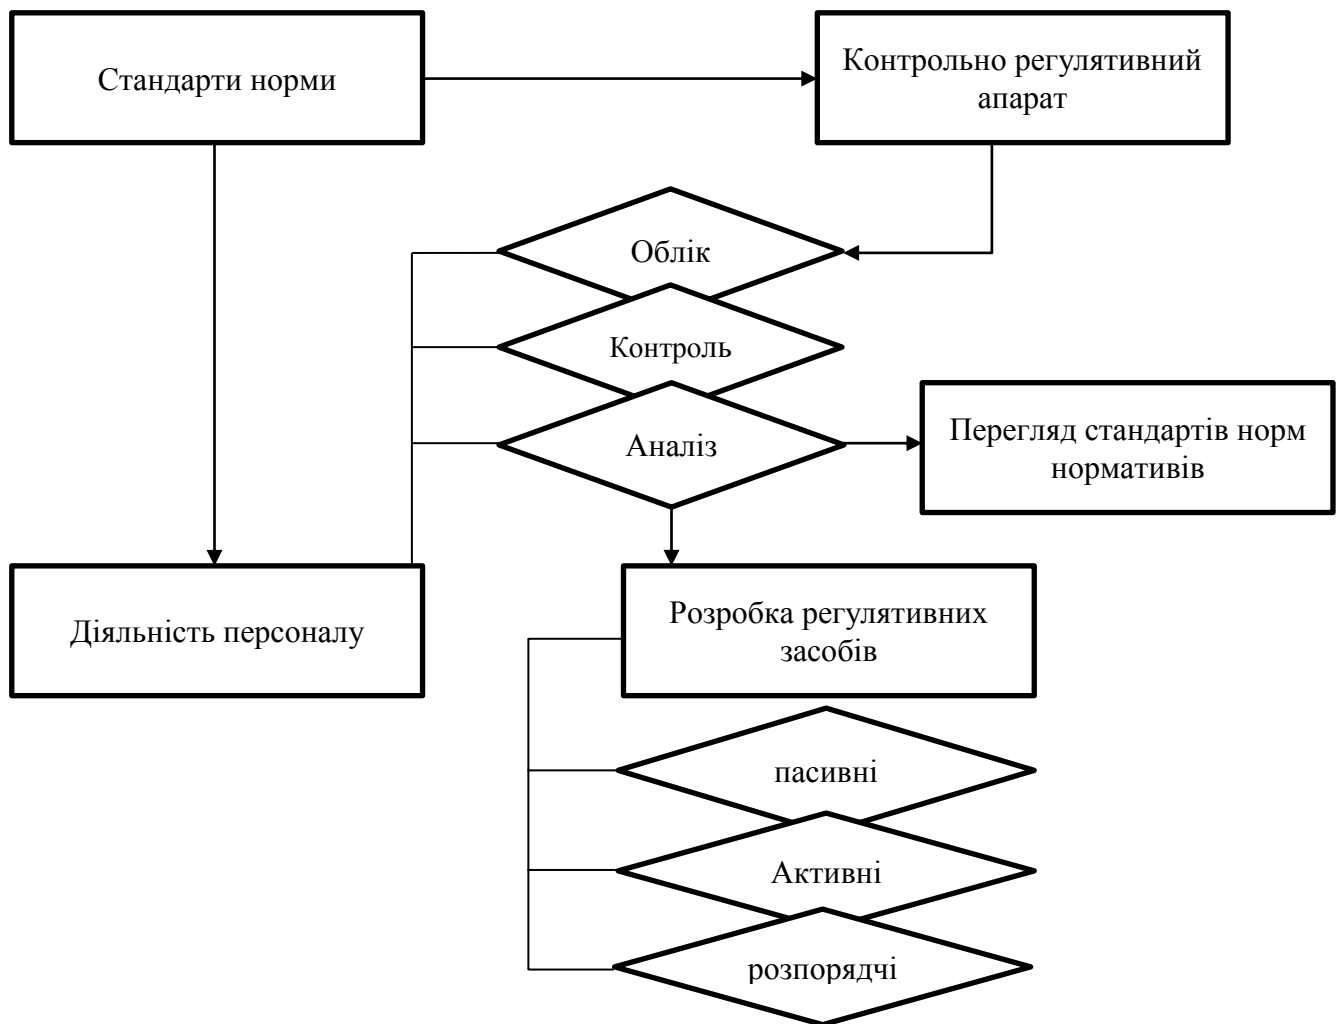 Стандарти норми
Контрольно регулятивний
апарат
Облік
Контроль
Аналіз
Перегляд стандартів норм
нормативів
Діяльність персоналу
Розробка регулятивних
засобів
пасивні
Активні
розпорядчі